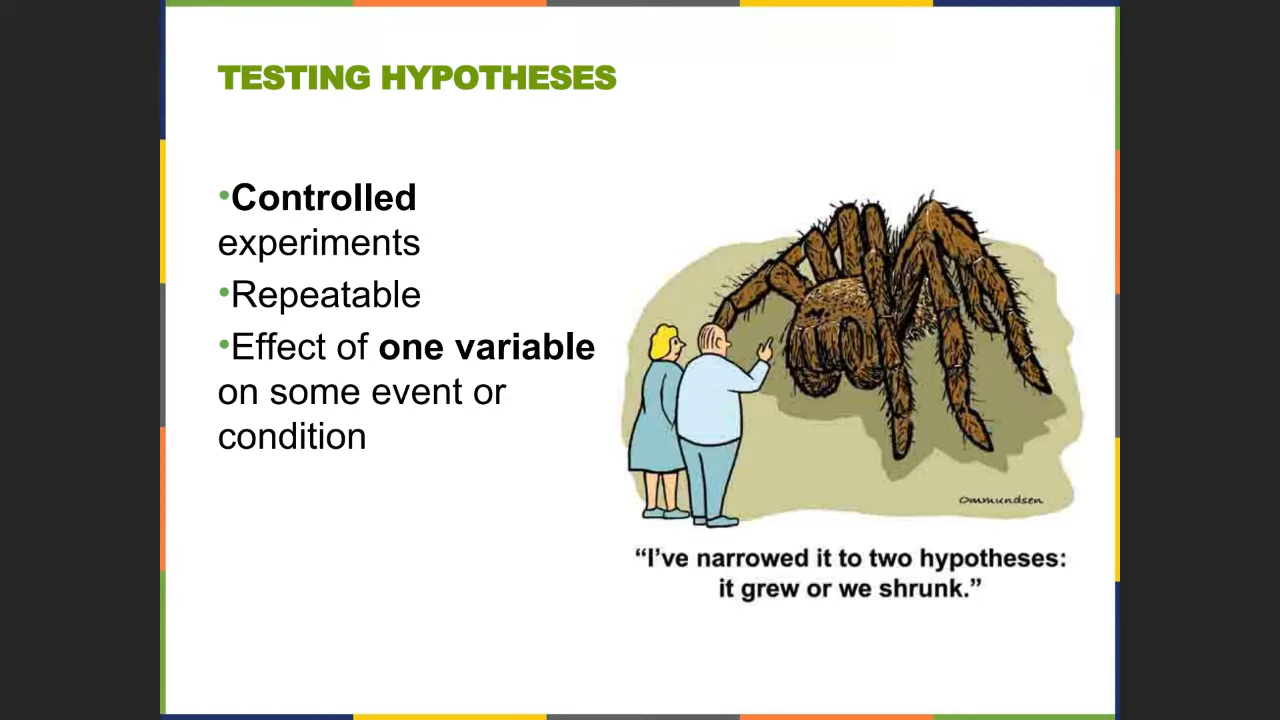 TESTING HYPOTHESES
•Controlled
experiments
•Repeatable
•Effect of one variable
on some event or
condition
Ommundsen
“I’ve narrowed it to two hypotheses:
it grew or we shrunk.”